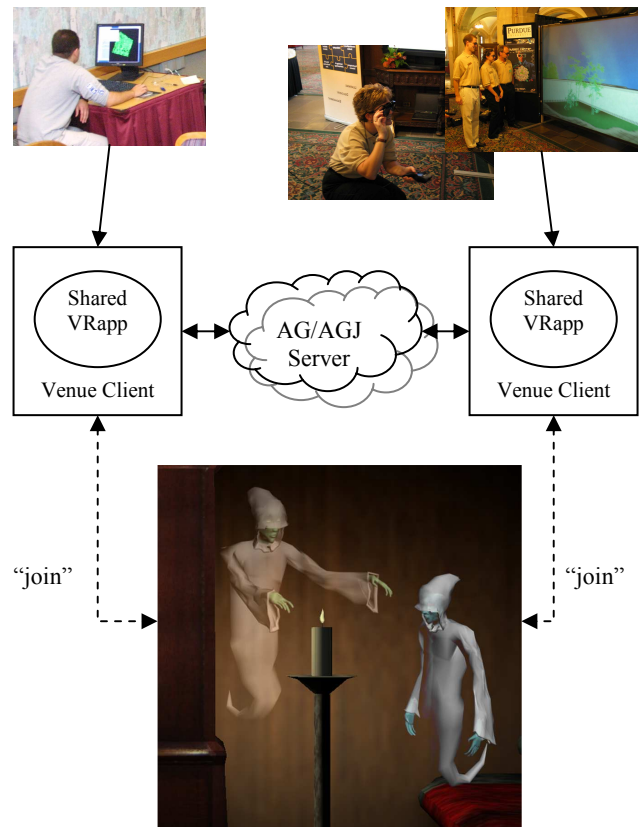 PURDUE
Shared
VRapp
Venue Client
AG/AGJ
Server
Shared
VRapp
Venue Client
“join”
“join”